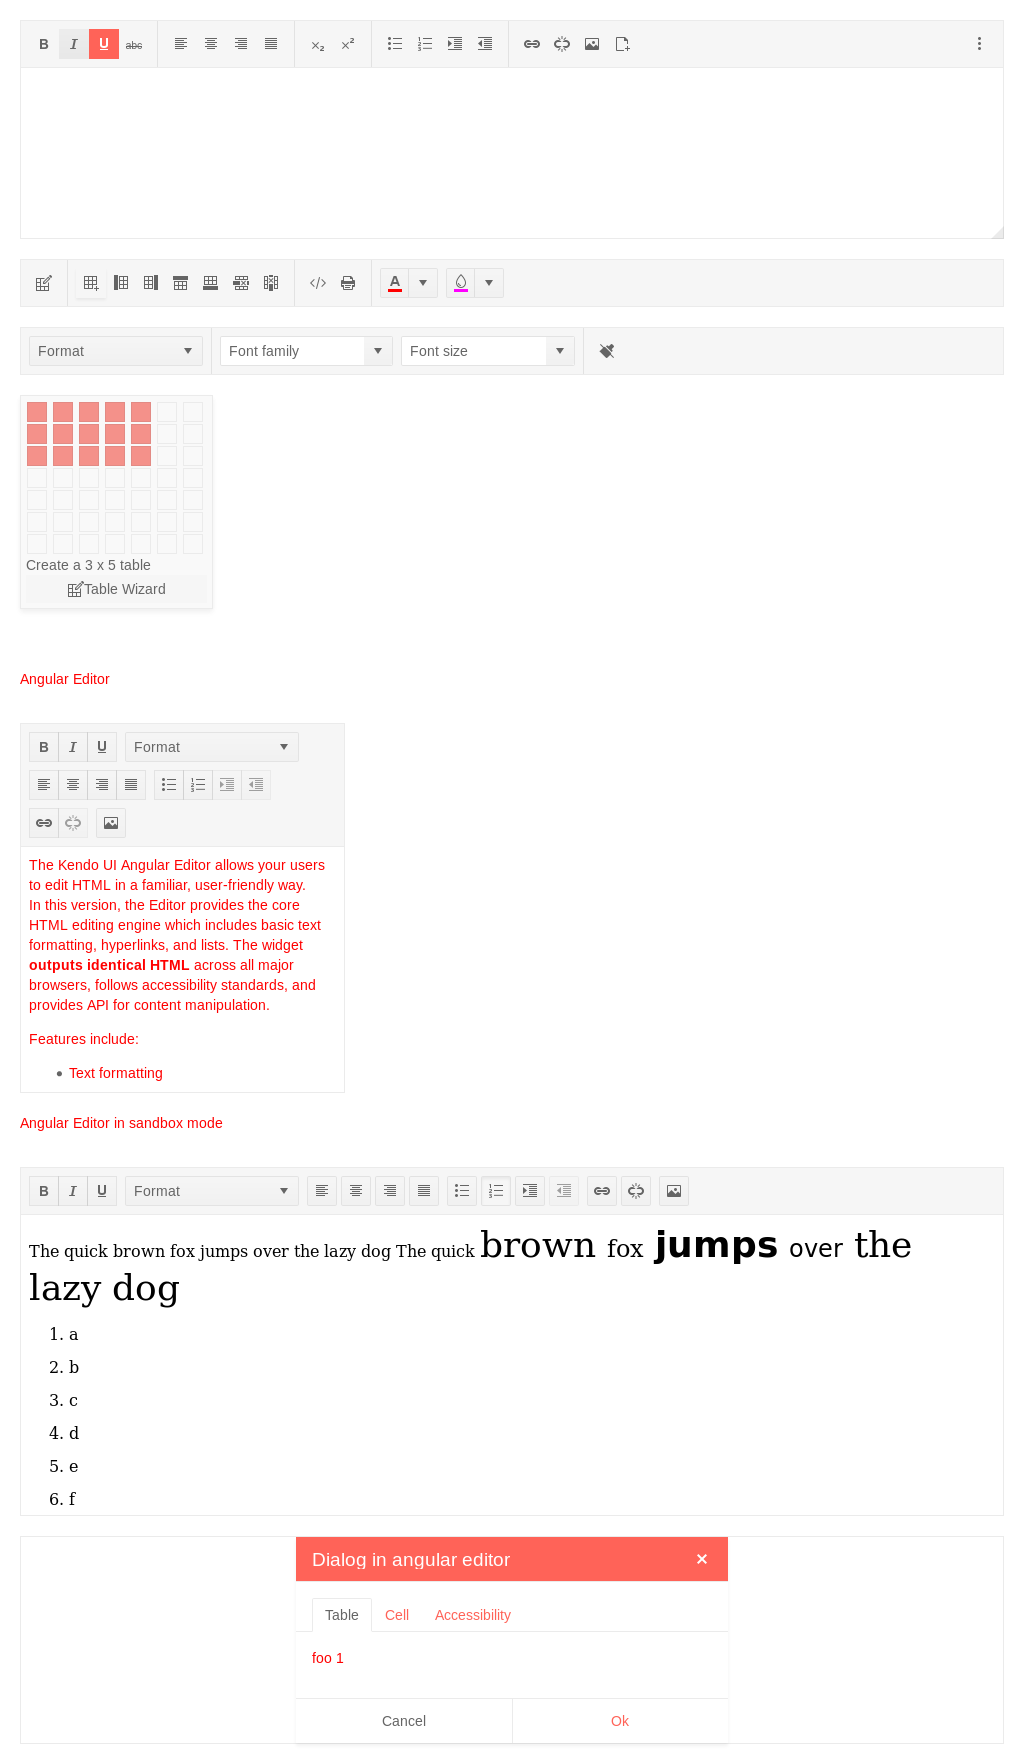 B I U abc ×₂ ×²
A
Format Font family Font size
Create a 3 x 5 table
Table Wizard
Angular Editor
B I U Format
The Kendo UI Angular Editor allows your users
to edit HTML in a familiar, user-friendly way.
In this version, the Editor provides the core
HTML editing engine which includes basic text
formatting, hyperlinks, and lists. The widget
outputs identical HTML across all major
browsers, follows accessibility standards, and
provides API for content manipulation.
Features include:
• Text formatting
Angular Editor in sandbox mode
B I U Format
The quick brown fox jumps over the lazy dog The quick brown fox jumps over the
lazy dog
1. a
2. b
3. c
4. d
5. e
6. f
Dialog in angular editor
Table Cell Accessibility
foo 1
Cancel Ok